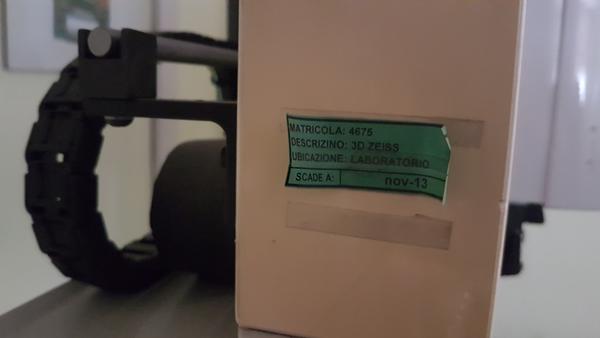 MATRICOLA: 4675
DESCRIZINO: 3D ZEISS
UBICAZIONE: LABORATORIO
SCADE A: nov-13